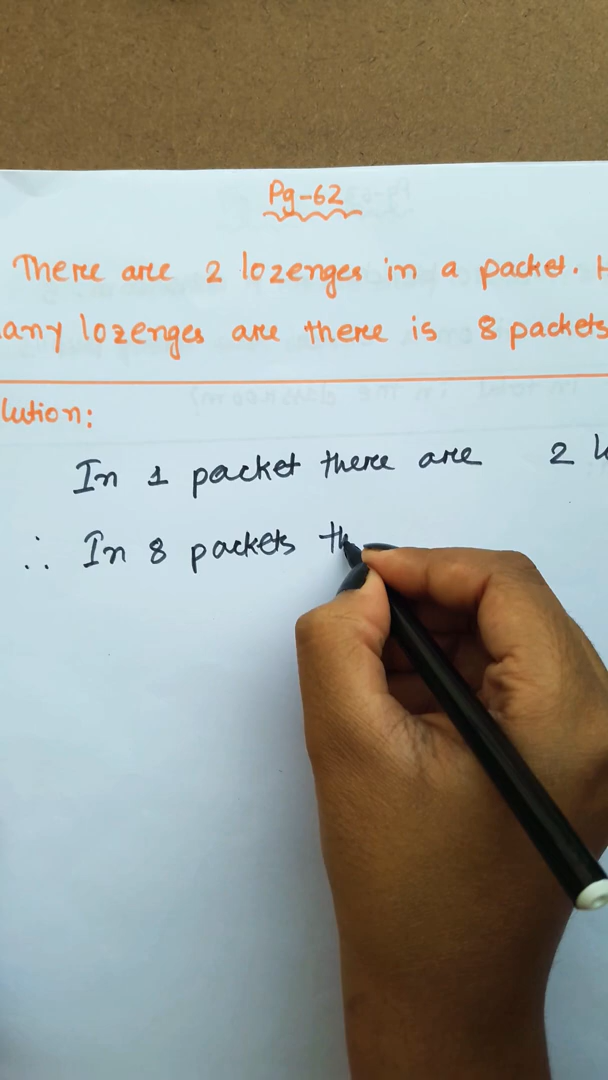 Pg-62
There are 2 lozenges in a packet. H
any lozenges are there is 8 packets
lution:
In 1 packet there are 2 lo
∴ In 8 packets th